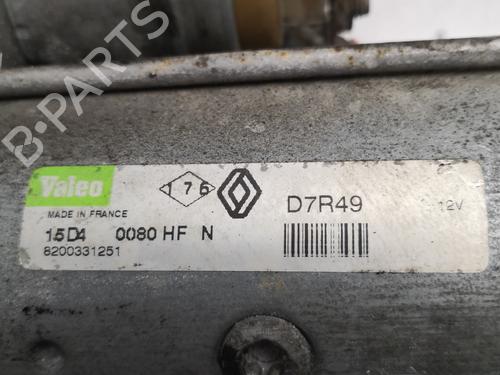 B-PARTS
Valeo
176
D7R49
12V
MADE IN FRANCE
15D4 0080 HF N
8200331251